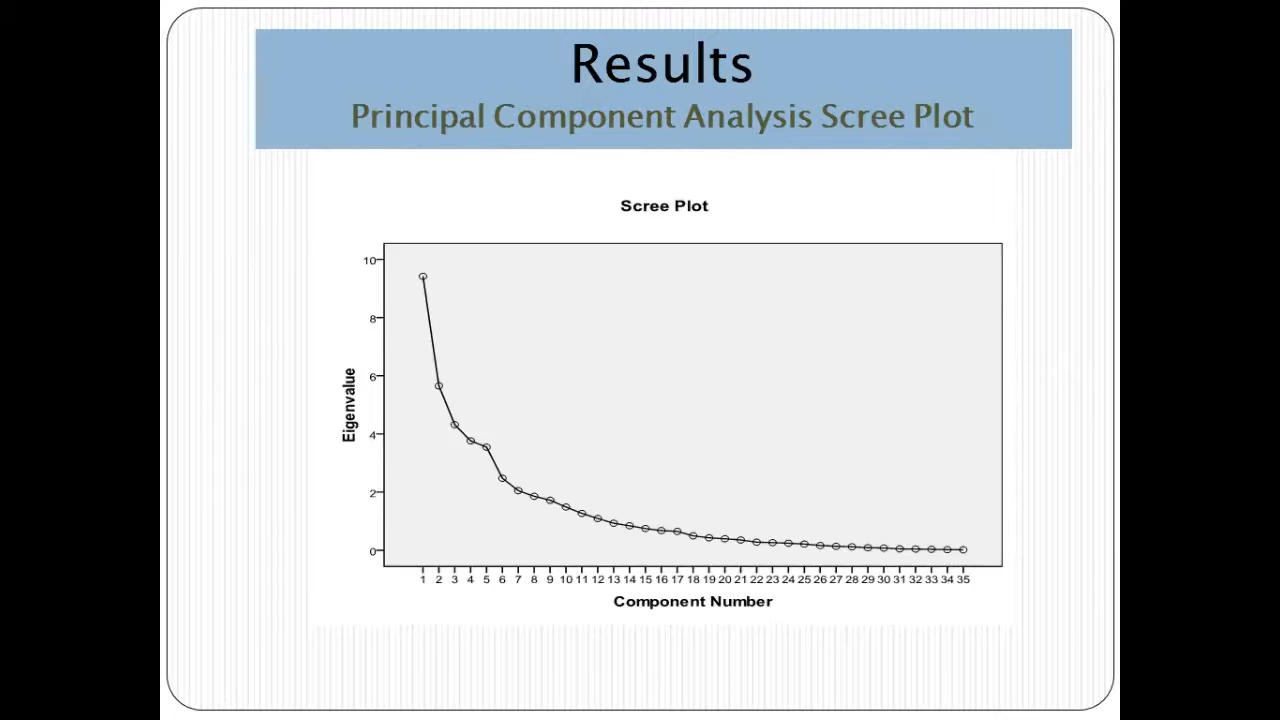 Results
Principal Component Analysis Scree Plot
Scree Plot
10
8
6
4
2
0
Eigenvalue
1 2 3 4 5 6 7 8 9 10 11 12 13 14 15 16 17 18 19 20 21 22 23 24 25 26 27 28 29 30 31 32 33 34 35
Component Number